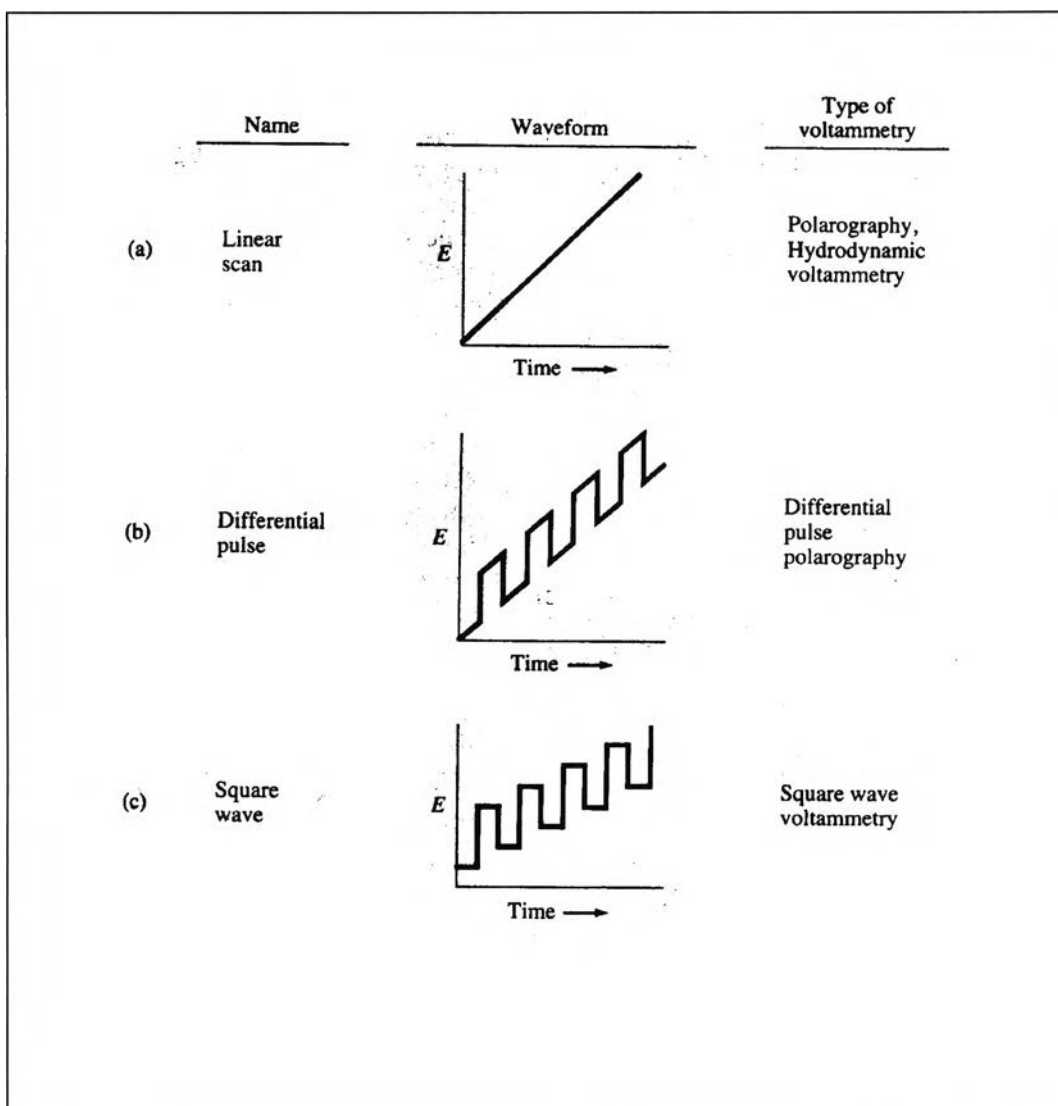 Name
Waveform
Type of
voltammetry
(a)
Linear
scan
E
Time
Polarography,
Hydrodynamic
voltammetry
(b)
Differential
pulse
E
Time
Differential
pulse
polarography
(c)
Square
wave
E
Time
Square wave
voltammetry